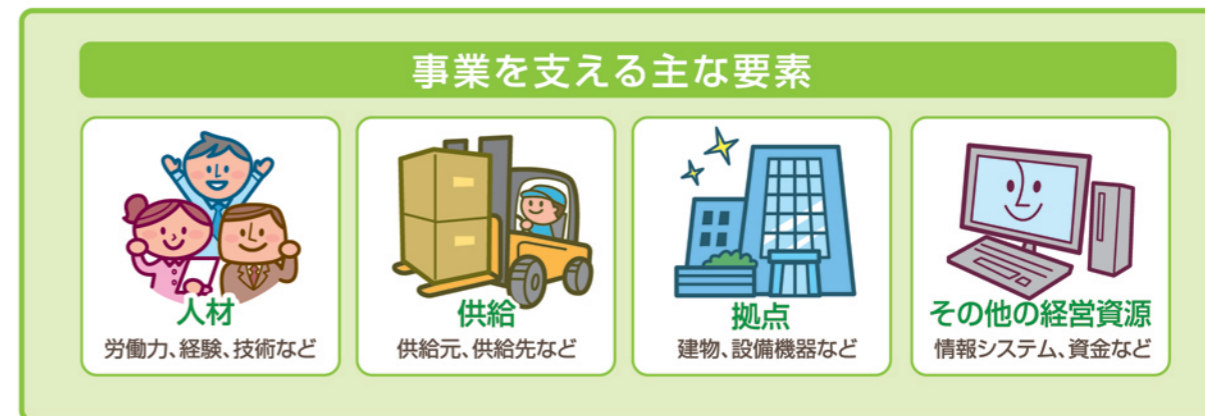 事業を支える主な要素
人材
労働力、経験、技術など
供給
供給元、供給先など
拠点
建物、設備機器など
その他の経営資源
情報システム、資金など